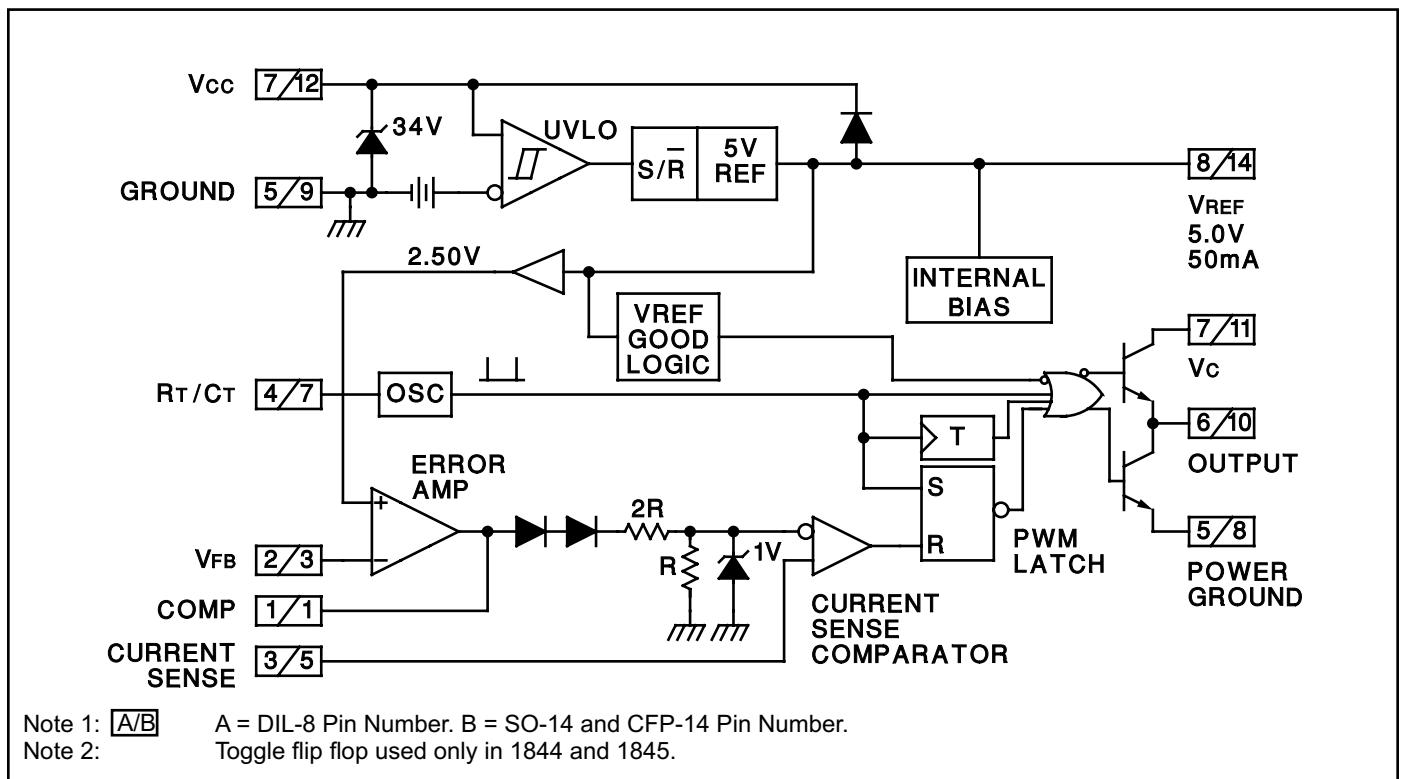 VCC 7/12
34V
UVLO
S/R̅
5V
REF
GROUND 5/9
8/14
VREF
5.0V
50mA
2.50V
INTERNAL
BIAS
VREF
GOOD
LOGIC
7/11
VC
RT/CT 4/7
OSC
T
6/10
OUTPUT
ERROR
AMP
+
−
S
R
PWM
LATCH
2R
R
1V
VFB 2/3
5/8
POWER
GROUND
COMP 1/1
CURRENT
SENSE
COMPARATOR
CURRENT
SENSE
3/5
Note 1: A/B A = DIL-8 Pin Number. B = SO-14 and CFP-14 Pin Number.
Note 2: Toggle flip flop used only in 1844 and 1845.